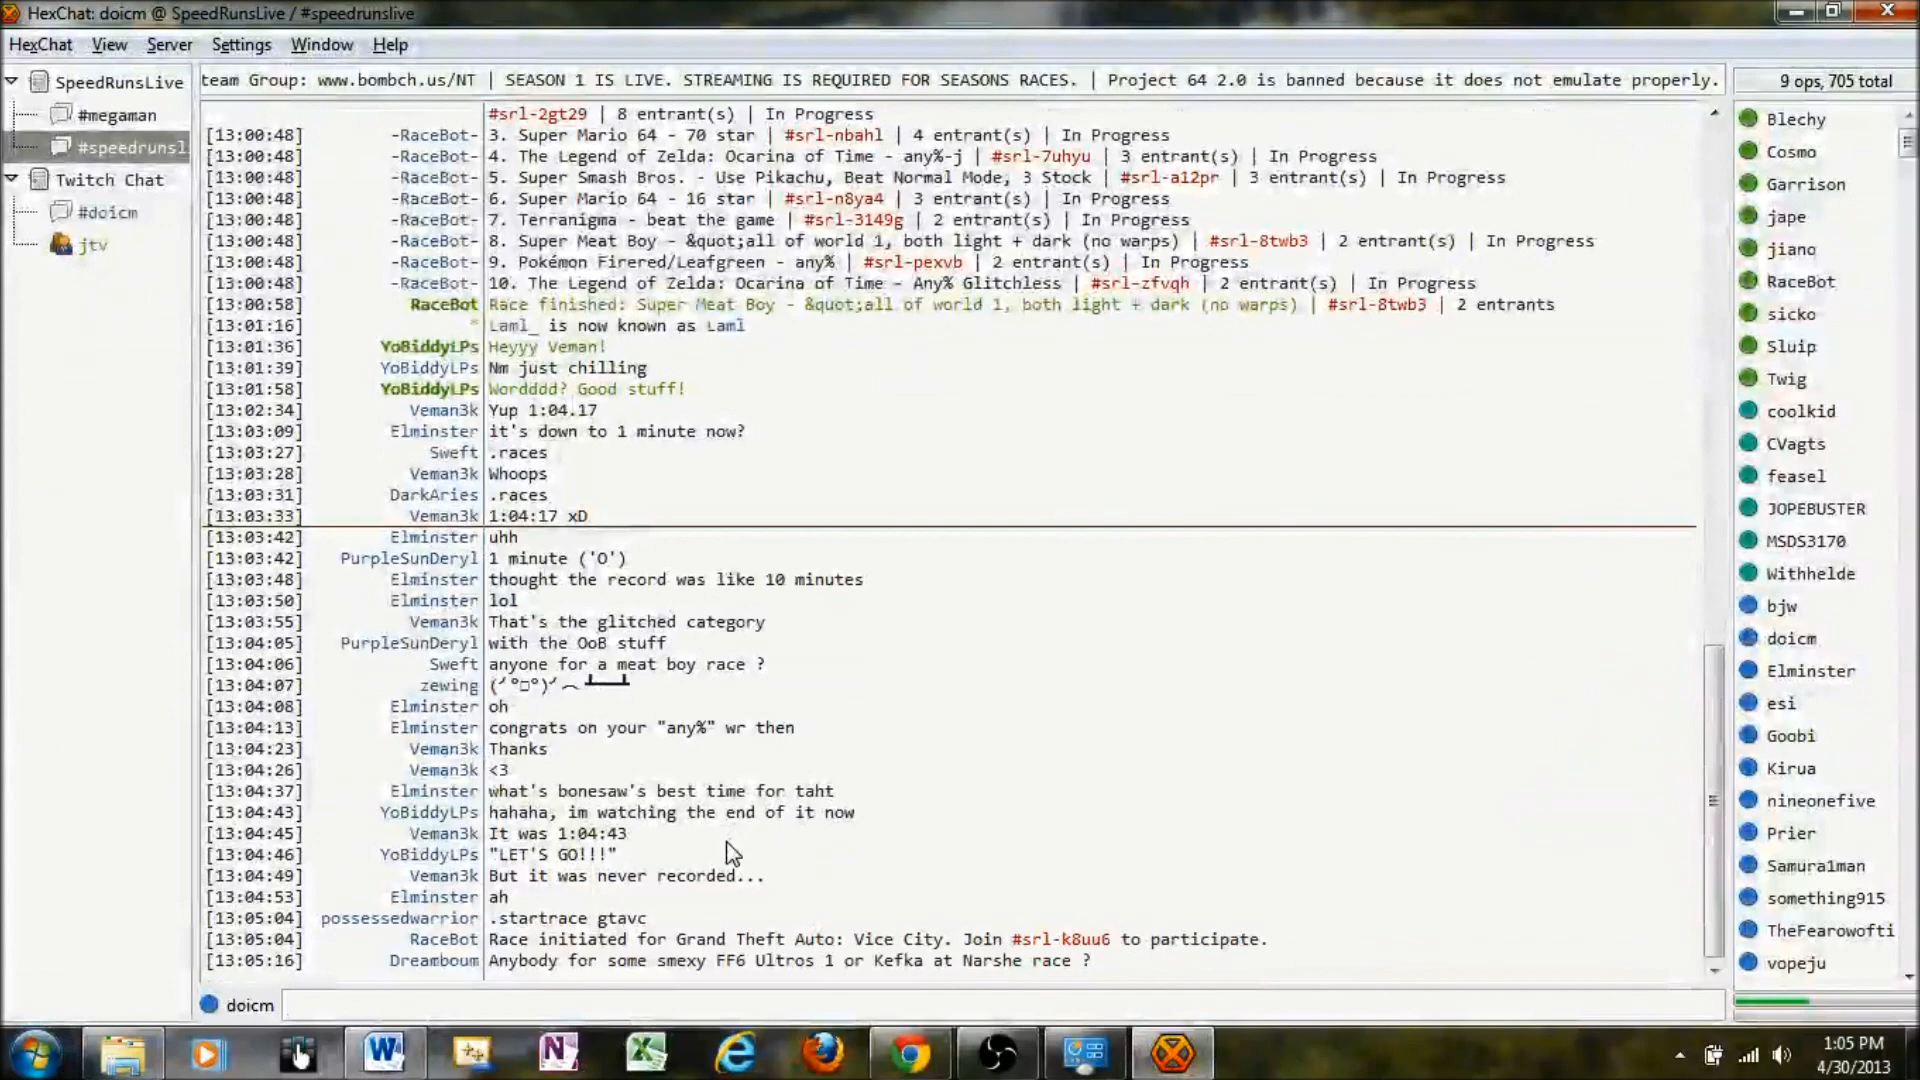 HexChat: doicm @ SpeedRunsLive / #speedrunslive
HexChat View Server Settings Window Help
SpeedRunsLive
#megaman
#speedrunsl
Twitch Chat
#doicm
jtv
team Group: www.bombch.us/NT | SEASON 1 IS LIVE. STREAMING IS REQUIRED FOR SEASONS RACES. | Project 64 2.0 is banned because it does not emulate properly.
#srl-2gt29 | 8 entrant(s) | In Progress
[13:00:48] -RaceBot- 3. Super Mario 64 - 70 star | #srl-nbahl | 4 entrant(s) | In Progress
[13:00:48] -RaceBot- 4. The Legend of Zelda: Ocarina of Time - any%-j | #srl-7uhyu | 3 entrant(s) | In Progress
[13:00:48] -RaceBot- 5. Super Smash Bros. - Use Pikachu, Beat Normal Mode, 3 Stock | #srl-a12pr | 3 entrant(s) | In Progress
[13:00:48] -RaceBot- 6. Super Mario 64 - 16 star | #srl-n8ya4 | 3 entrant(s) | In Progress
[13:00:48] -RaceBot- 7. Terranigma - beat the game | #srl-3149g | 2 entrant(s) | In Progress
[13:00:48] -RaceBot- 8. Super Meat Boy - &quot;all of world 1, both light + dark (no warps) | #srl-8twb3 | 2 entrant(s) | In Progress
[13:00:48] -RaceBot- 9. Pokémon Firered/Leafgreen - any% | #srl-pexvb | 2 entrant(s) | In Progress
[13:00:48] -RaceBot- 10. The Legend of Zelda: Ocarina of Time - Any% Glitchless | #srl-zfvqh | 2 entrant(s) | In Progress
[13:00:58] RaceBot Race finished: Super Meat Boy - &quot;all of world 1, both light + dark (no warps) | #srl-8twb3 | 2 entrants
[13:01:16] * Laml_ is now known as Laml
[13:01:36] YoBiddyLPs Heyyy Veman!
[13:01:39] YoBiddyLPs Nm just chilling
[13:01:58] YoBiddyLPs Wordddd? Good stuff!
[13:02:34] Veman3k Yup 1:04.17
[13:03:09] Elminster it's down to 1 minute now?
[13:03:27] Sweft .races
[13:03:28] Veman3k Whoops
[13:03:31] DarkAries .races
[13:03:33] Veman3k 1:04:17 xD
[13:03:42] Elminster uhh
[13:03:42] PurpleSunDeryl 1 minute ('O')
[13:03:48] Elminster thought the record was like 10 minutes
[13:03:50] Elminster lol
[13:03:55] Veman3k That's the glitched category
[13:04:05] PurpleSunDeryl with the OoB stuff
[13:04:06] Sweft anyone for a meat boy race ?
[13:04:07] zewing (╯°□°)╯︵ ┻━┻
[13:04:08] Elminster oh
[13:04:13] Elminster congrats on your "any%" wr then
[13:04:23] Veman3k Thanks
[13:04:26] Veman3k <3
[13:04:37] Elminster what's bonesaw's best time for taht
[13:04:43] YoBiddyLPs hahaha, im watching the end of it now
[13:04:45] Veman3k It was 1:04:43
[13:04:46] YoBiddyLPs "LET'S GO!!!"
[13:04:49] Veman3k But it was never recorded...
[13:04:53] Elminster ah
[13:05:04] possessedwarrior .startrace gtavc
[13:05:04] RaceBot Race initiated for Grand Theft Auto: Vice City. Join #srl-k8uu6 to participate.
[13:05:16] Dreamboum Anybody for some smexy FF6 Ultros 1 or Kefka at Narshe race ?
doicm
9 ops, 705 total
Blechy
Cosmo
Garrison
jape
jiano
RaceBot
sicko
Sluip
Twig
coolkid
CVagts
feasel
JOPEBUSTER
MSDS3170
Withhelde
bjw
doicm
Elminster
esi
Goobi
Kirua
nineonefive
Prier
Samura1man
something915
TheFearowofti
vopeju
1:05 PM
4/30/2013